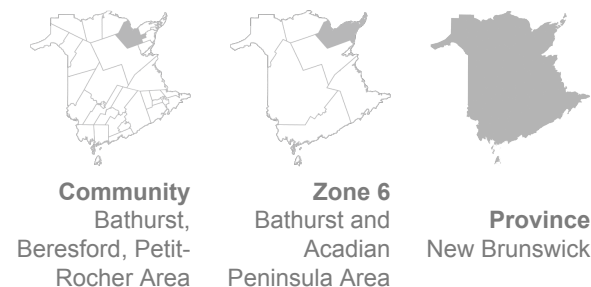 Community
Bathurst,
Beresford, Petit-
Rocher Area
Zone 6
Bathurst and
Acadian
Peninsula Area
Province
New Brunswick